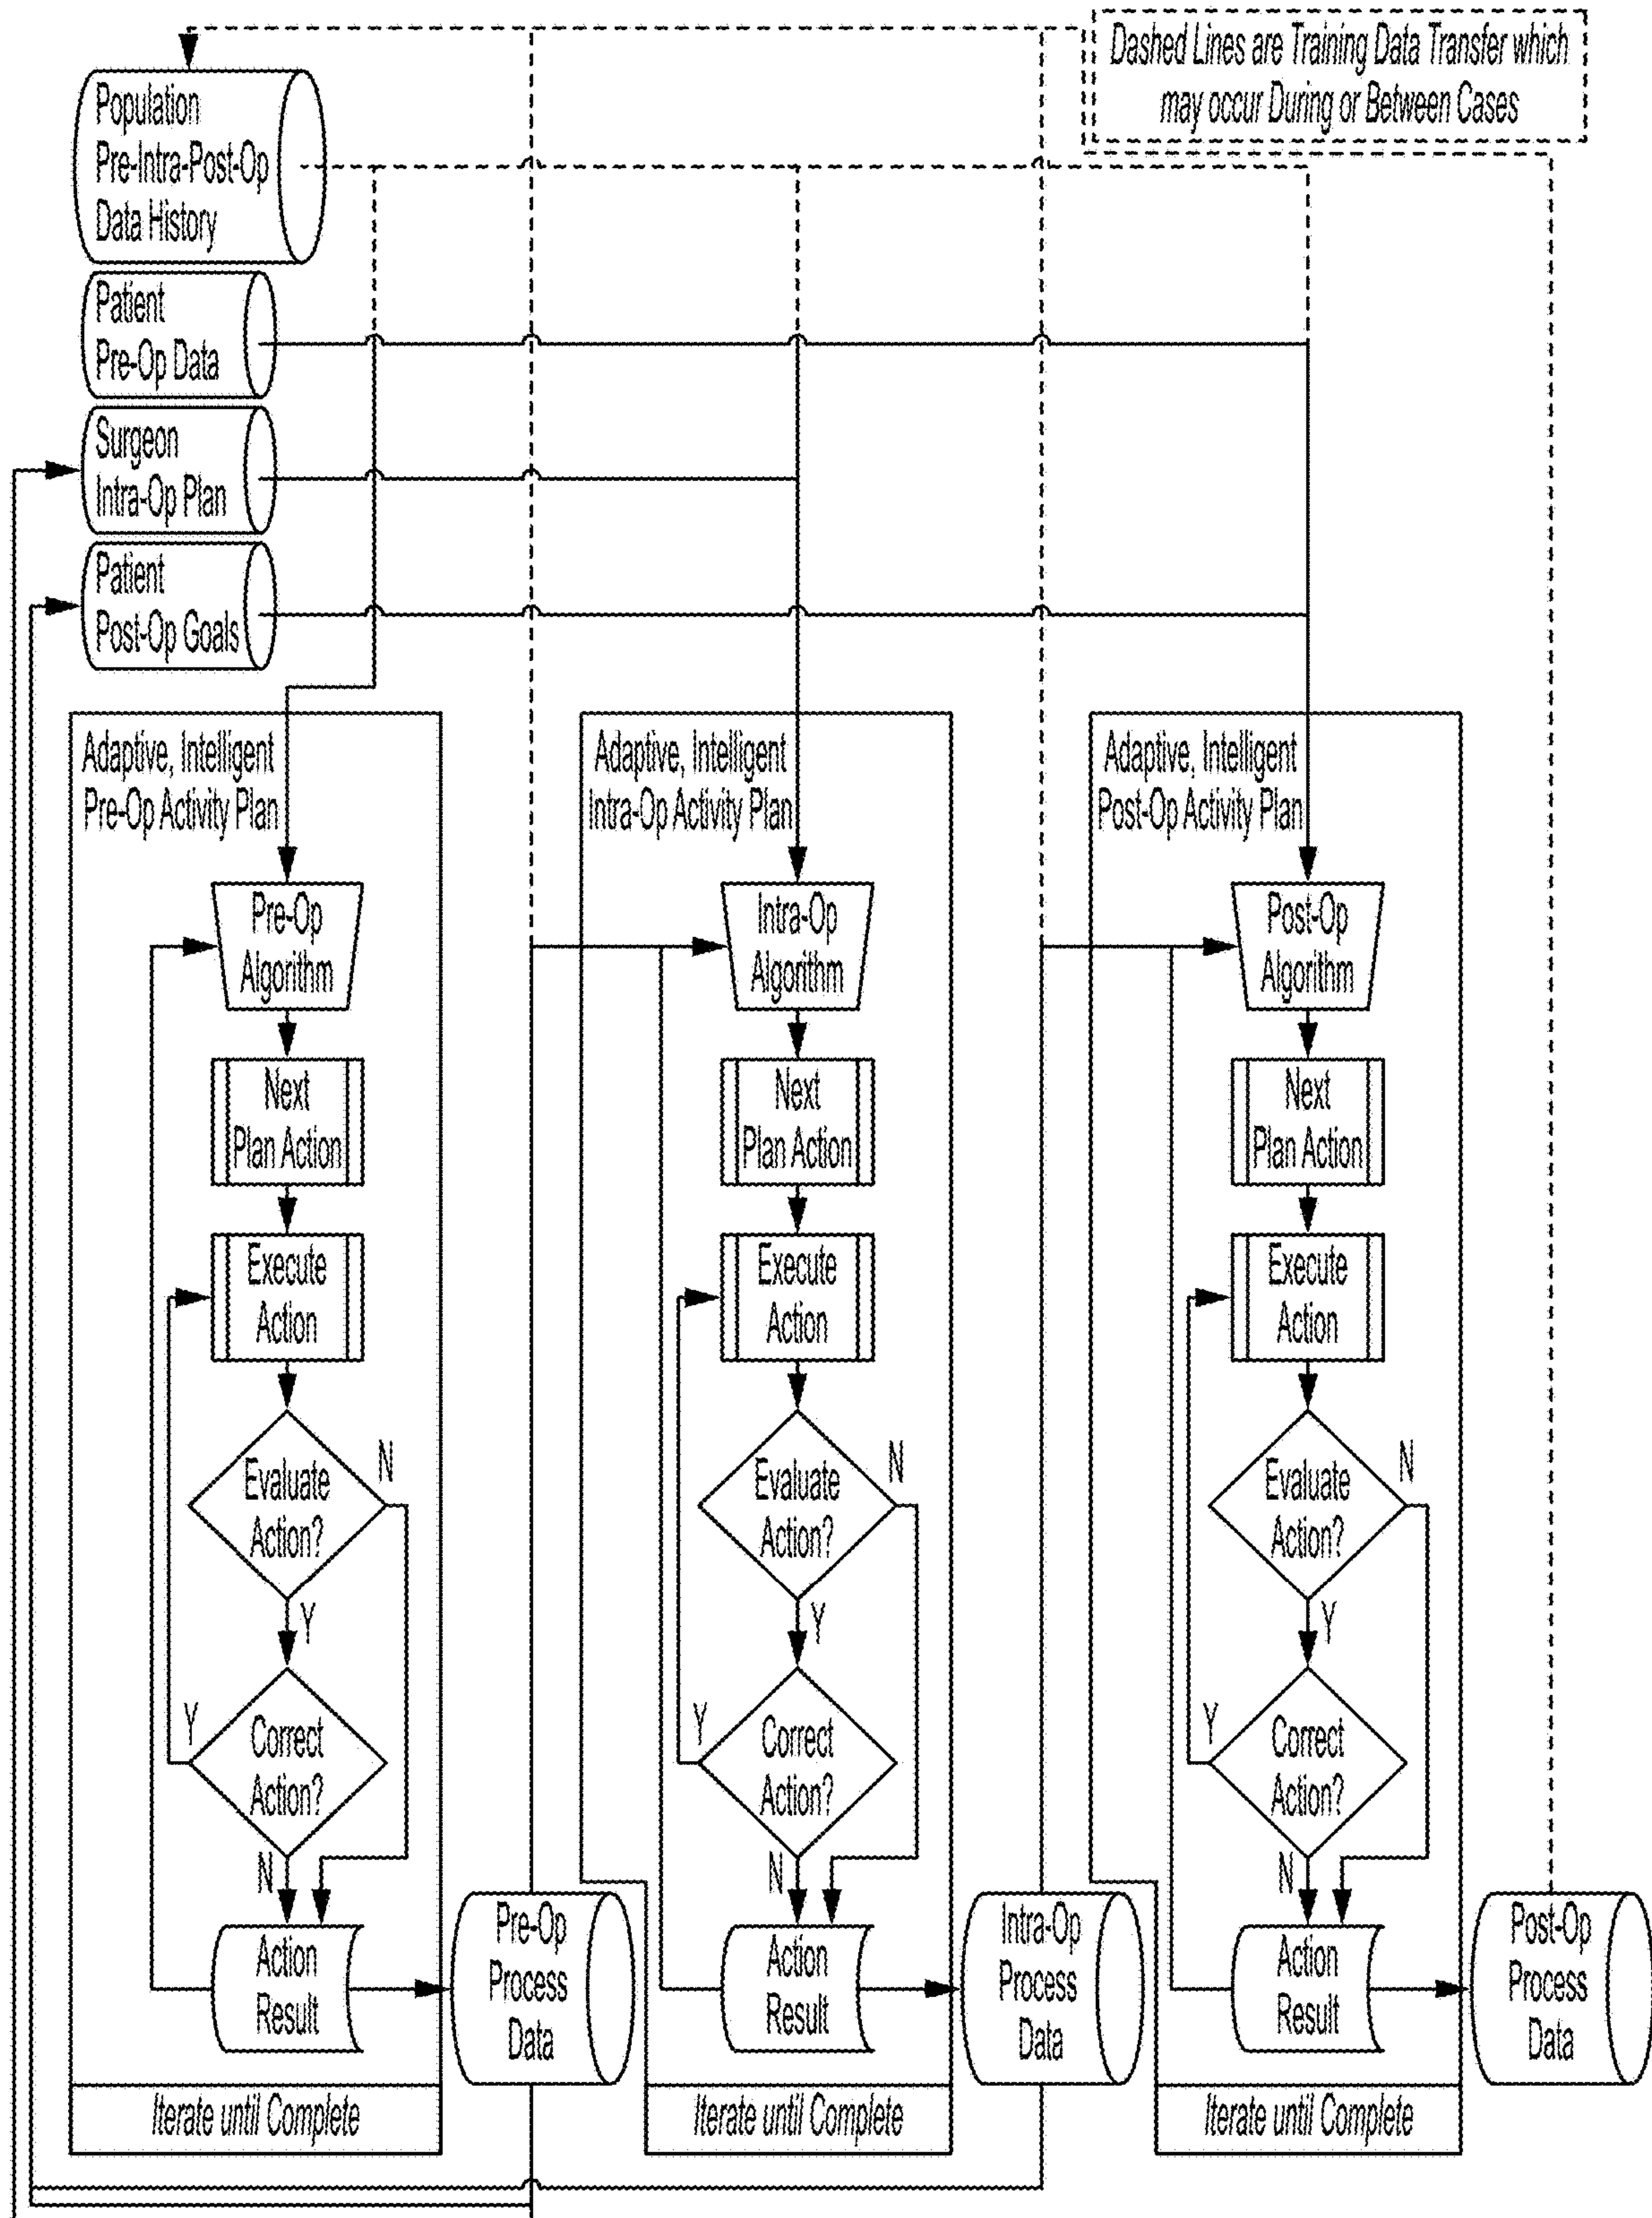 Dashed Lines are Training Data Transfer which
may occur During or Between Cases
Population
Pre-Intra-Post-Op
Data History
Patient
Pre-Op Data
Surgeon
Intra-Op Plan
Patient
Post-Op Goals
Adaptive, Intelligent
Pre-Op Activity Plan
Pre-Op
Algorithm
Next
Plan Action
Execute
Action
Evaluate
Action?
N
Y
Correct
Action?
Y
N
Action
Result
Iterate until Complete
Pre-Op
Process
Data
Adaptive, Intelligent
Intra-Op Activity Plan
Intra-Op
Algorithm
Next
Plan Action
Execute
Action
Evaluate
Action?
N
Y
Correct
Action?
Y
N
Action
Result
Iterate until Complete
Intra-Op
Process
Data
Adaptive, Intelligent
Post-Op Activity Plan
Post-Op
Algorithm
Next
Plan Action
Execute
Action
Evaluate
Action?
N
Y
Correct
Action?
Y
N
Action
Result
Iterate until Complete
Post-Op
Process
Data